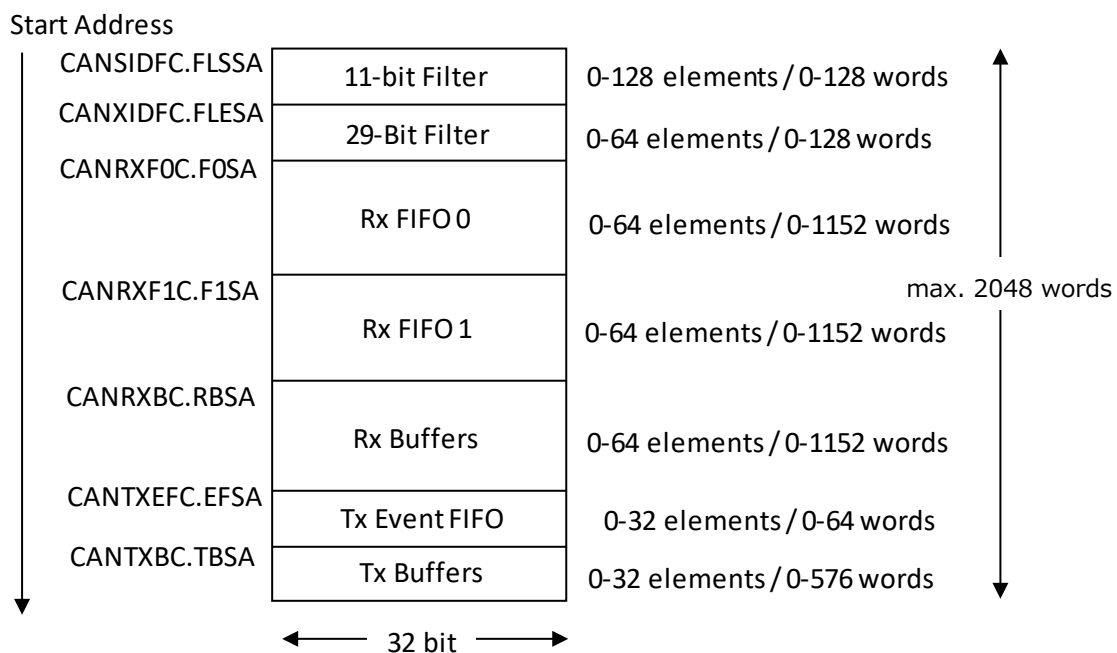 Start Address
CANSIDFC.FLSSA
11-bit Filter
0-128 elements / 0-128 words
CANXIDFC.FLESA
29-Bit Filter
0-64 elements / 0-128 words
CANRXF0C.F0SA
Rx FIFO 0
0-64 elements / 0-1152 words
CANRXF1C.F1SA
max. 2048 words
Rx FIFO 1
0-64 elements / 0-1152 words
CANRXBC.RBSA
Rx Buffers
0-64 elements / 0-1152 words
CANTXEFC.EFSA
Tx Event FIFO
0-32 elements / 0-64 words
CANTXBC.TBSA
Tx Buffers
0-32 elements / 0-576 words
32 bit